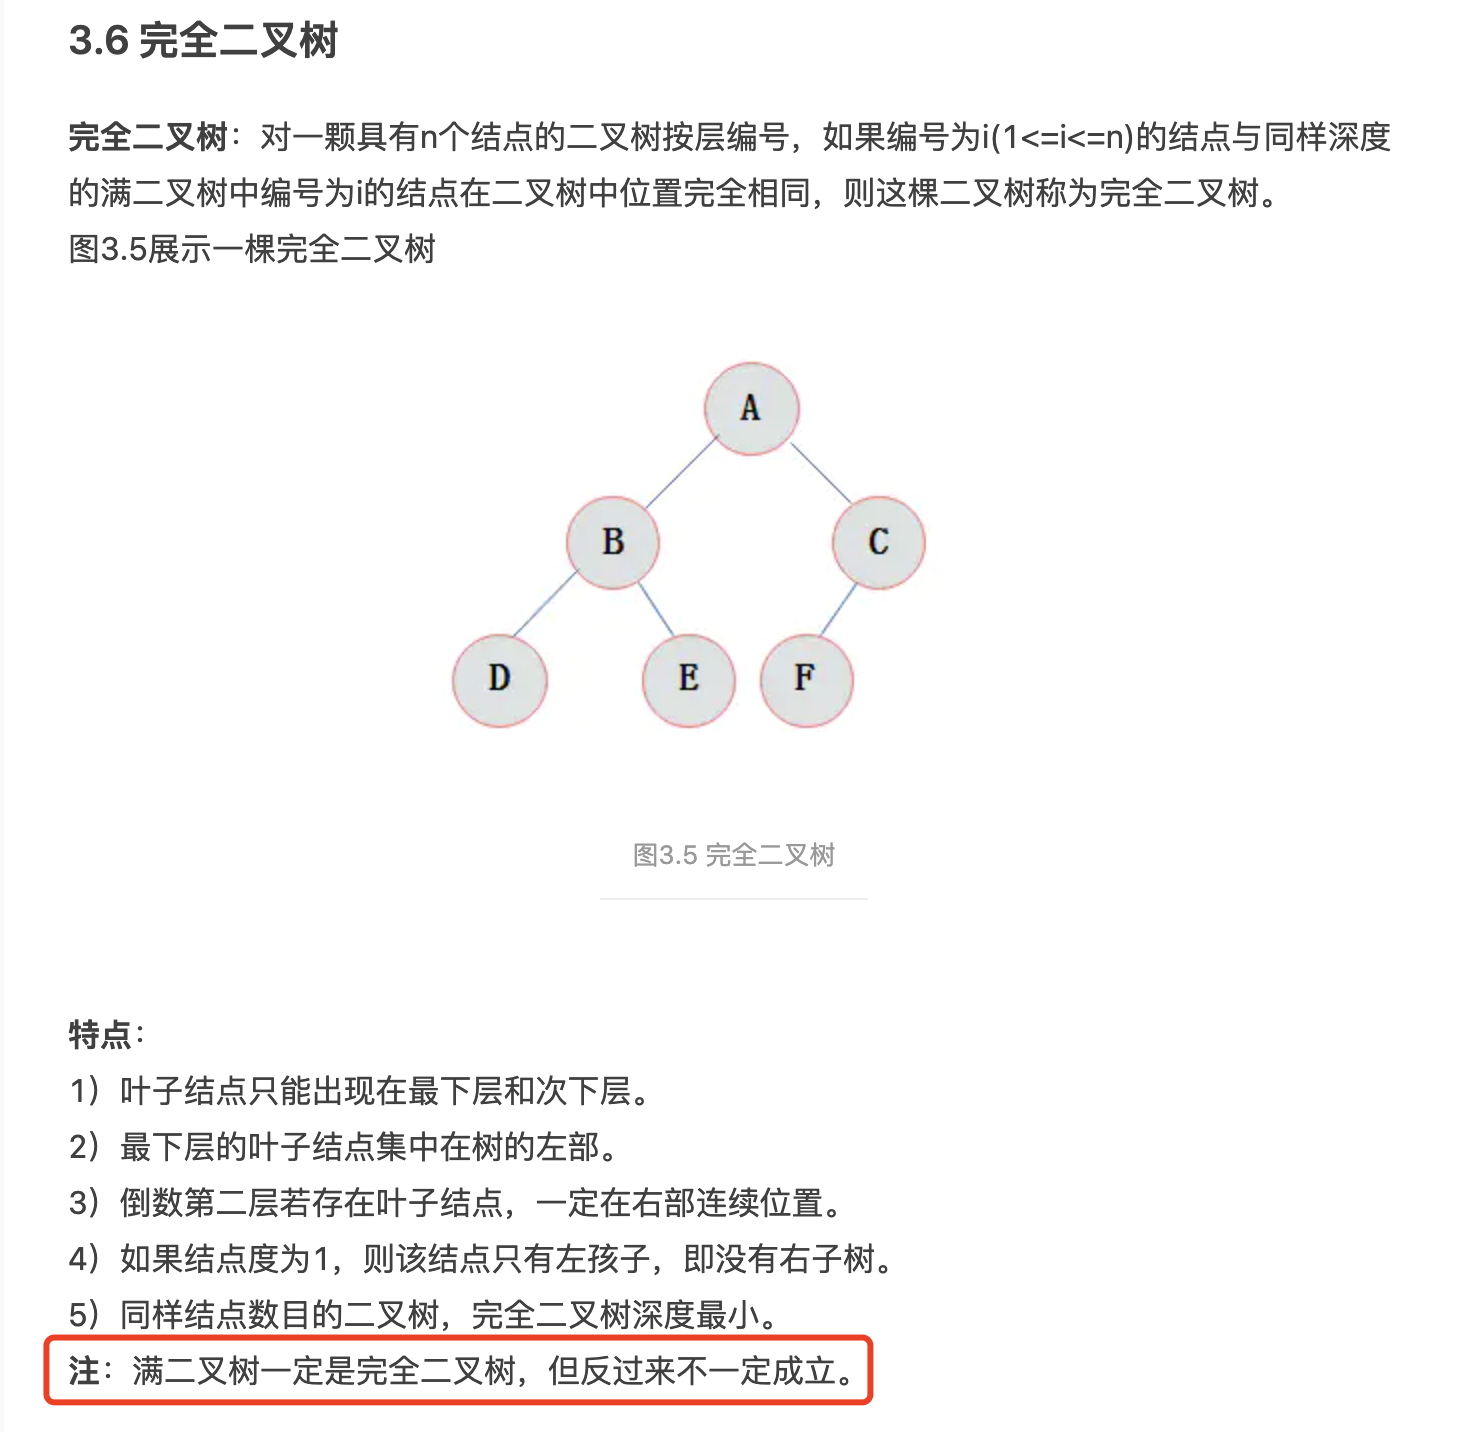 3.6 完全二叉树
完全二叉树：对一颗具有n个结点的二叉树按层编号，如果编号为i(1<=i<=n)的结点与同样深度
的满二叉树中编号为i的结点在二叉树中位置完全相同，则这棵二叉树称为完全二叉树。
图3.5展示一棵完全二叉树
A
B
C
D
E
F
图3.5 完全二叉树
特点：
1）叶子结点只能出现在最下层和次下层。
2）最下层的叶子结点集中在树的左部。
3）倒数第二层若存在叶子结点，一定在右部连续位置。
4）如果结点度为1，则该结点只有左孩子，即没有右子树。
5）同样结点数目的二叉树，完全二叉树深度最小。
注：满二叉树一定是完全二叉树，但反过来不一定成立。